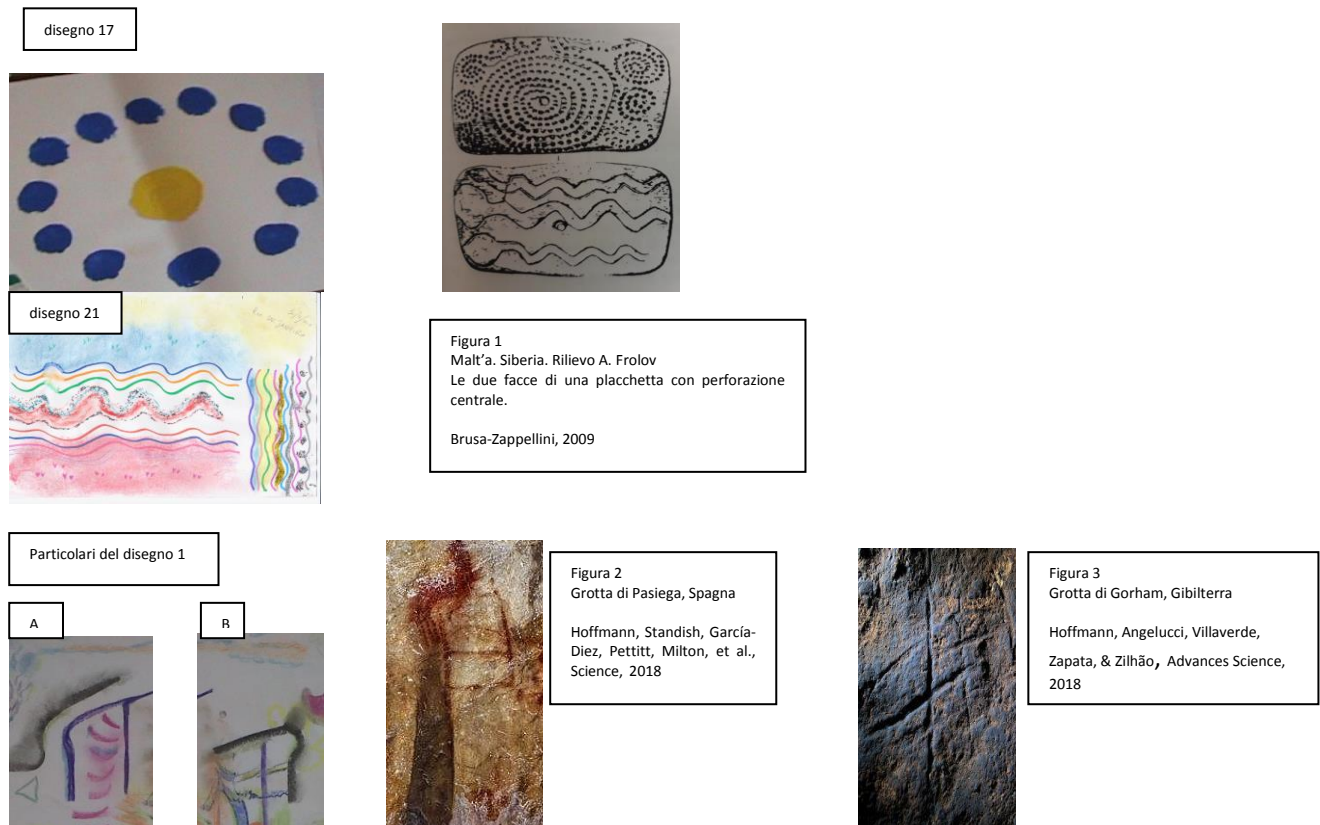 disegno 17
disegno 21
Figura 1
Malt’a. Siberia. Rilievo A. Frolov
Le due facce di una placchetta con perforazione
centrale.
Brusa-Zappellini, 2009
Particolari del disegno 1
A
B
Figura 2
Grotta di Pasiega, Spagna
Hoffmann, Standish, García-
Diez, Pettitt, Milton, et al.,
Science, 2018
Figura 3
Grotta di Gorham, Gibilterra
Hoffmann, Angelucci, Villaverde,
Zapata, & Zilhão, Advances Science,
2018